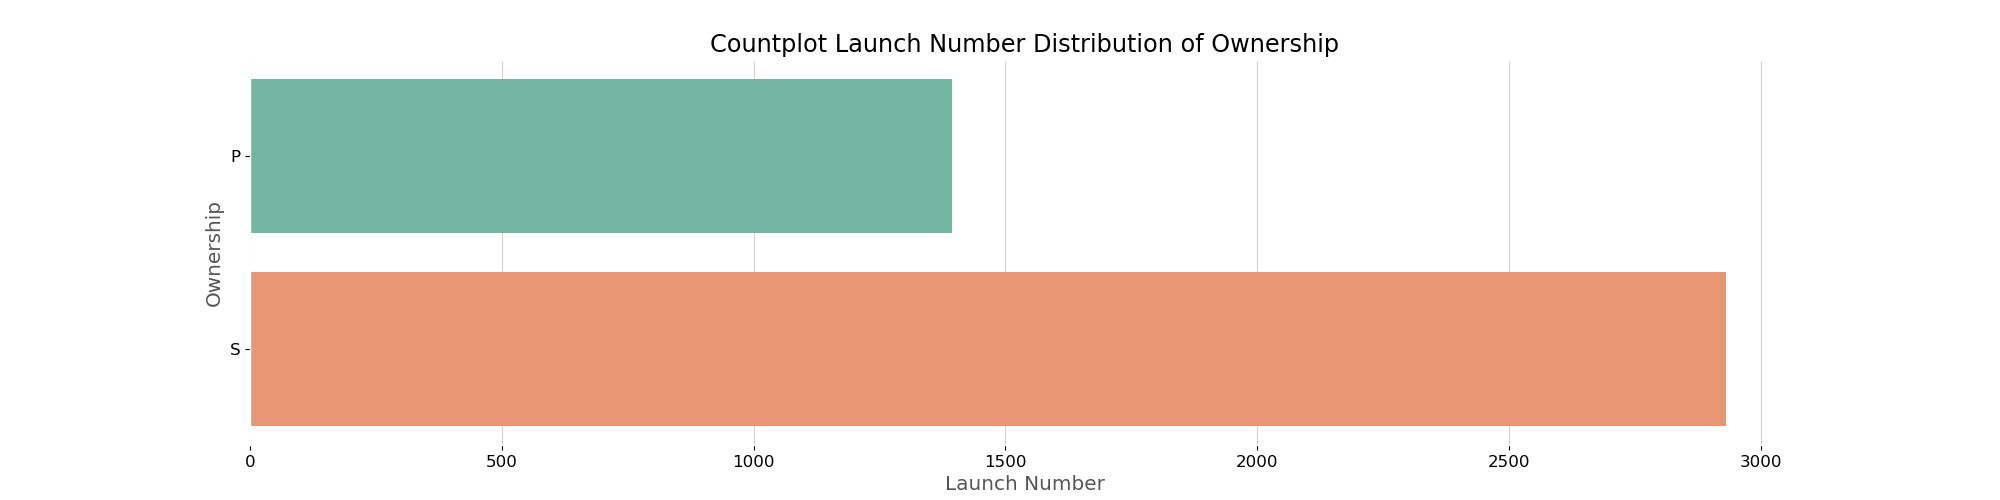 Countplot Launch Number Distribution of Ownership
P
Ownership
S
0 500 1000 1500 2000 2500 3000
Launch Number